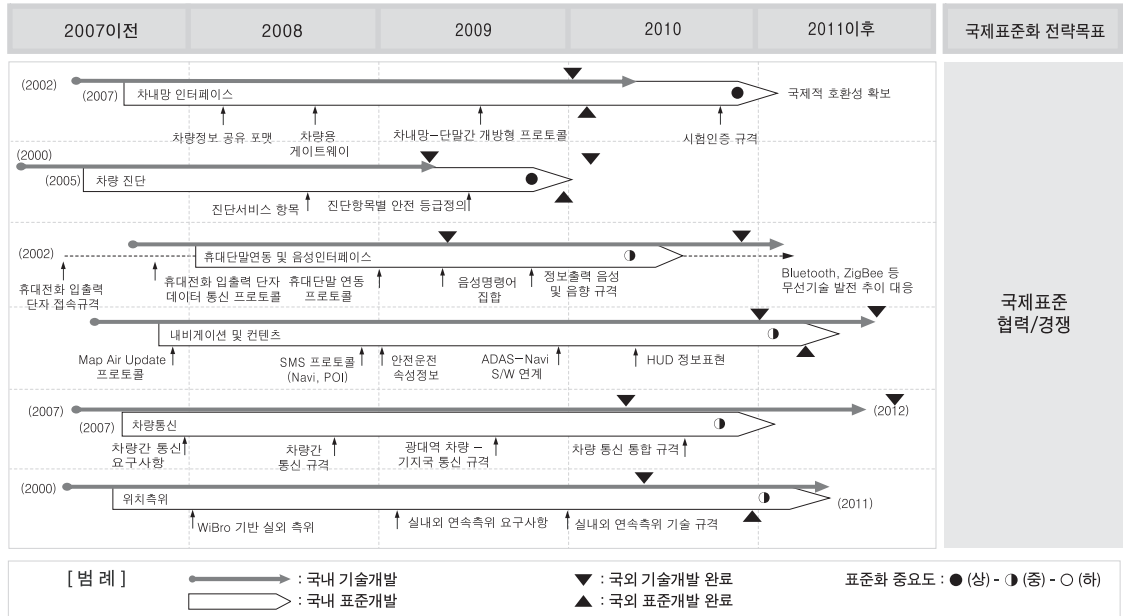 2007이전 2008 2009 2010 2011이후 국제표준화 전략목표
(2002)
(2007) 차내망 인터페이스 국제적 호환성 확보
차량정보 공유 포맷 차량용 차내망-단말간 개방형 프로토콜 시험인증 규격
게이트웨이
(2000)
(2005) 차량 진단
진단서비스 항목 진단항목별 안전 등급정의
(2002) 휴대단말연동 및 음성인터페이스
휴대전화 입출력 휴대전화 입출력 단자 휴대단말 연동 음성명령어 정보출력 음성 Bluetooth, ZigBee 등
단자 접속규격 데이터 통신 프로토콜 프로토콜 집합 및 음향 규격 무선기술 발전 추이 대응
국제표준
협력/경쟁
내비게이션 및 컨텐츠
Map Air Update SMS 프로토콜 안전운전 ADAS-Navi HUD 정보표현
프로토콜 (Navi, POI) 속성정보 S/W 연계
(2007) (2012)
(2007) 차량통신
차량간 통신 차량간 광대역 차량 - 차량 통신 통합 규격
요구사항 통신 규격 기지국 통신 규격
(2000)
위치측위 (2011)
WiBro 기반 실외 측위 실내외 연속측위 요구사항 실내외 연속측위 기술 규격
[범 례] : 국내 기술개발 : 국외 기술개발 완료 표준화 중요도 : ● (상) - ◑ (중) - ○ (하)
: 국내 표준개발 : 국외 표준개발 완료